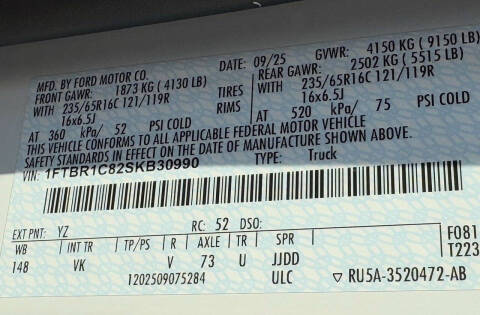 MFD. BY FORD MOTOR CO. DATE: 09/25 GVWR: 4150 KG ( 9150 LB)
FRONT GAWR: 1873 KG ( 4130 LB) REAR GAWR: 2502 KG ( 5515 LB)
WITH 235/65R16C 121/119R TIRES WITH 235/65R16C 121/119R
16x6.5J RIMS 16x6.5J
AT 360 kPa/ 52 PSI COLD AT 520 kPa/ 75 PSI COLD
THIS VEHICLE CONFORMS TO ALL APPLICABLE FEDERAL MOTOR VEHICLE
SAFETY STANDARDS IN EFFECT ON THE DATE OF MANUFACTURE SHOWN ABOVE.
VIN: 1FTBR1C82SKB30990 TYPE: Truck
EXT PNT: YZ RC: 52 DSO: F081
WB INT TR TP/PS R AXLE TR SPR T223
148 VK V 73 U JJDD
1202509075284 ULC ▽ RU5A-3520472-AB